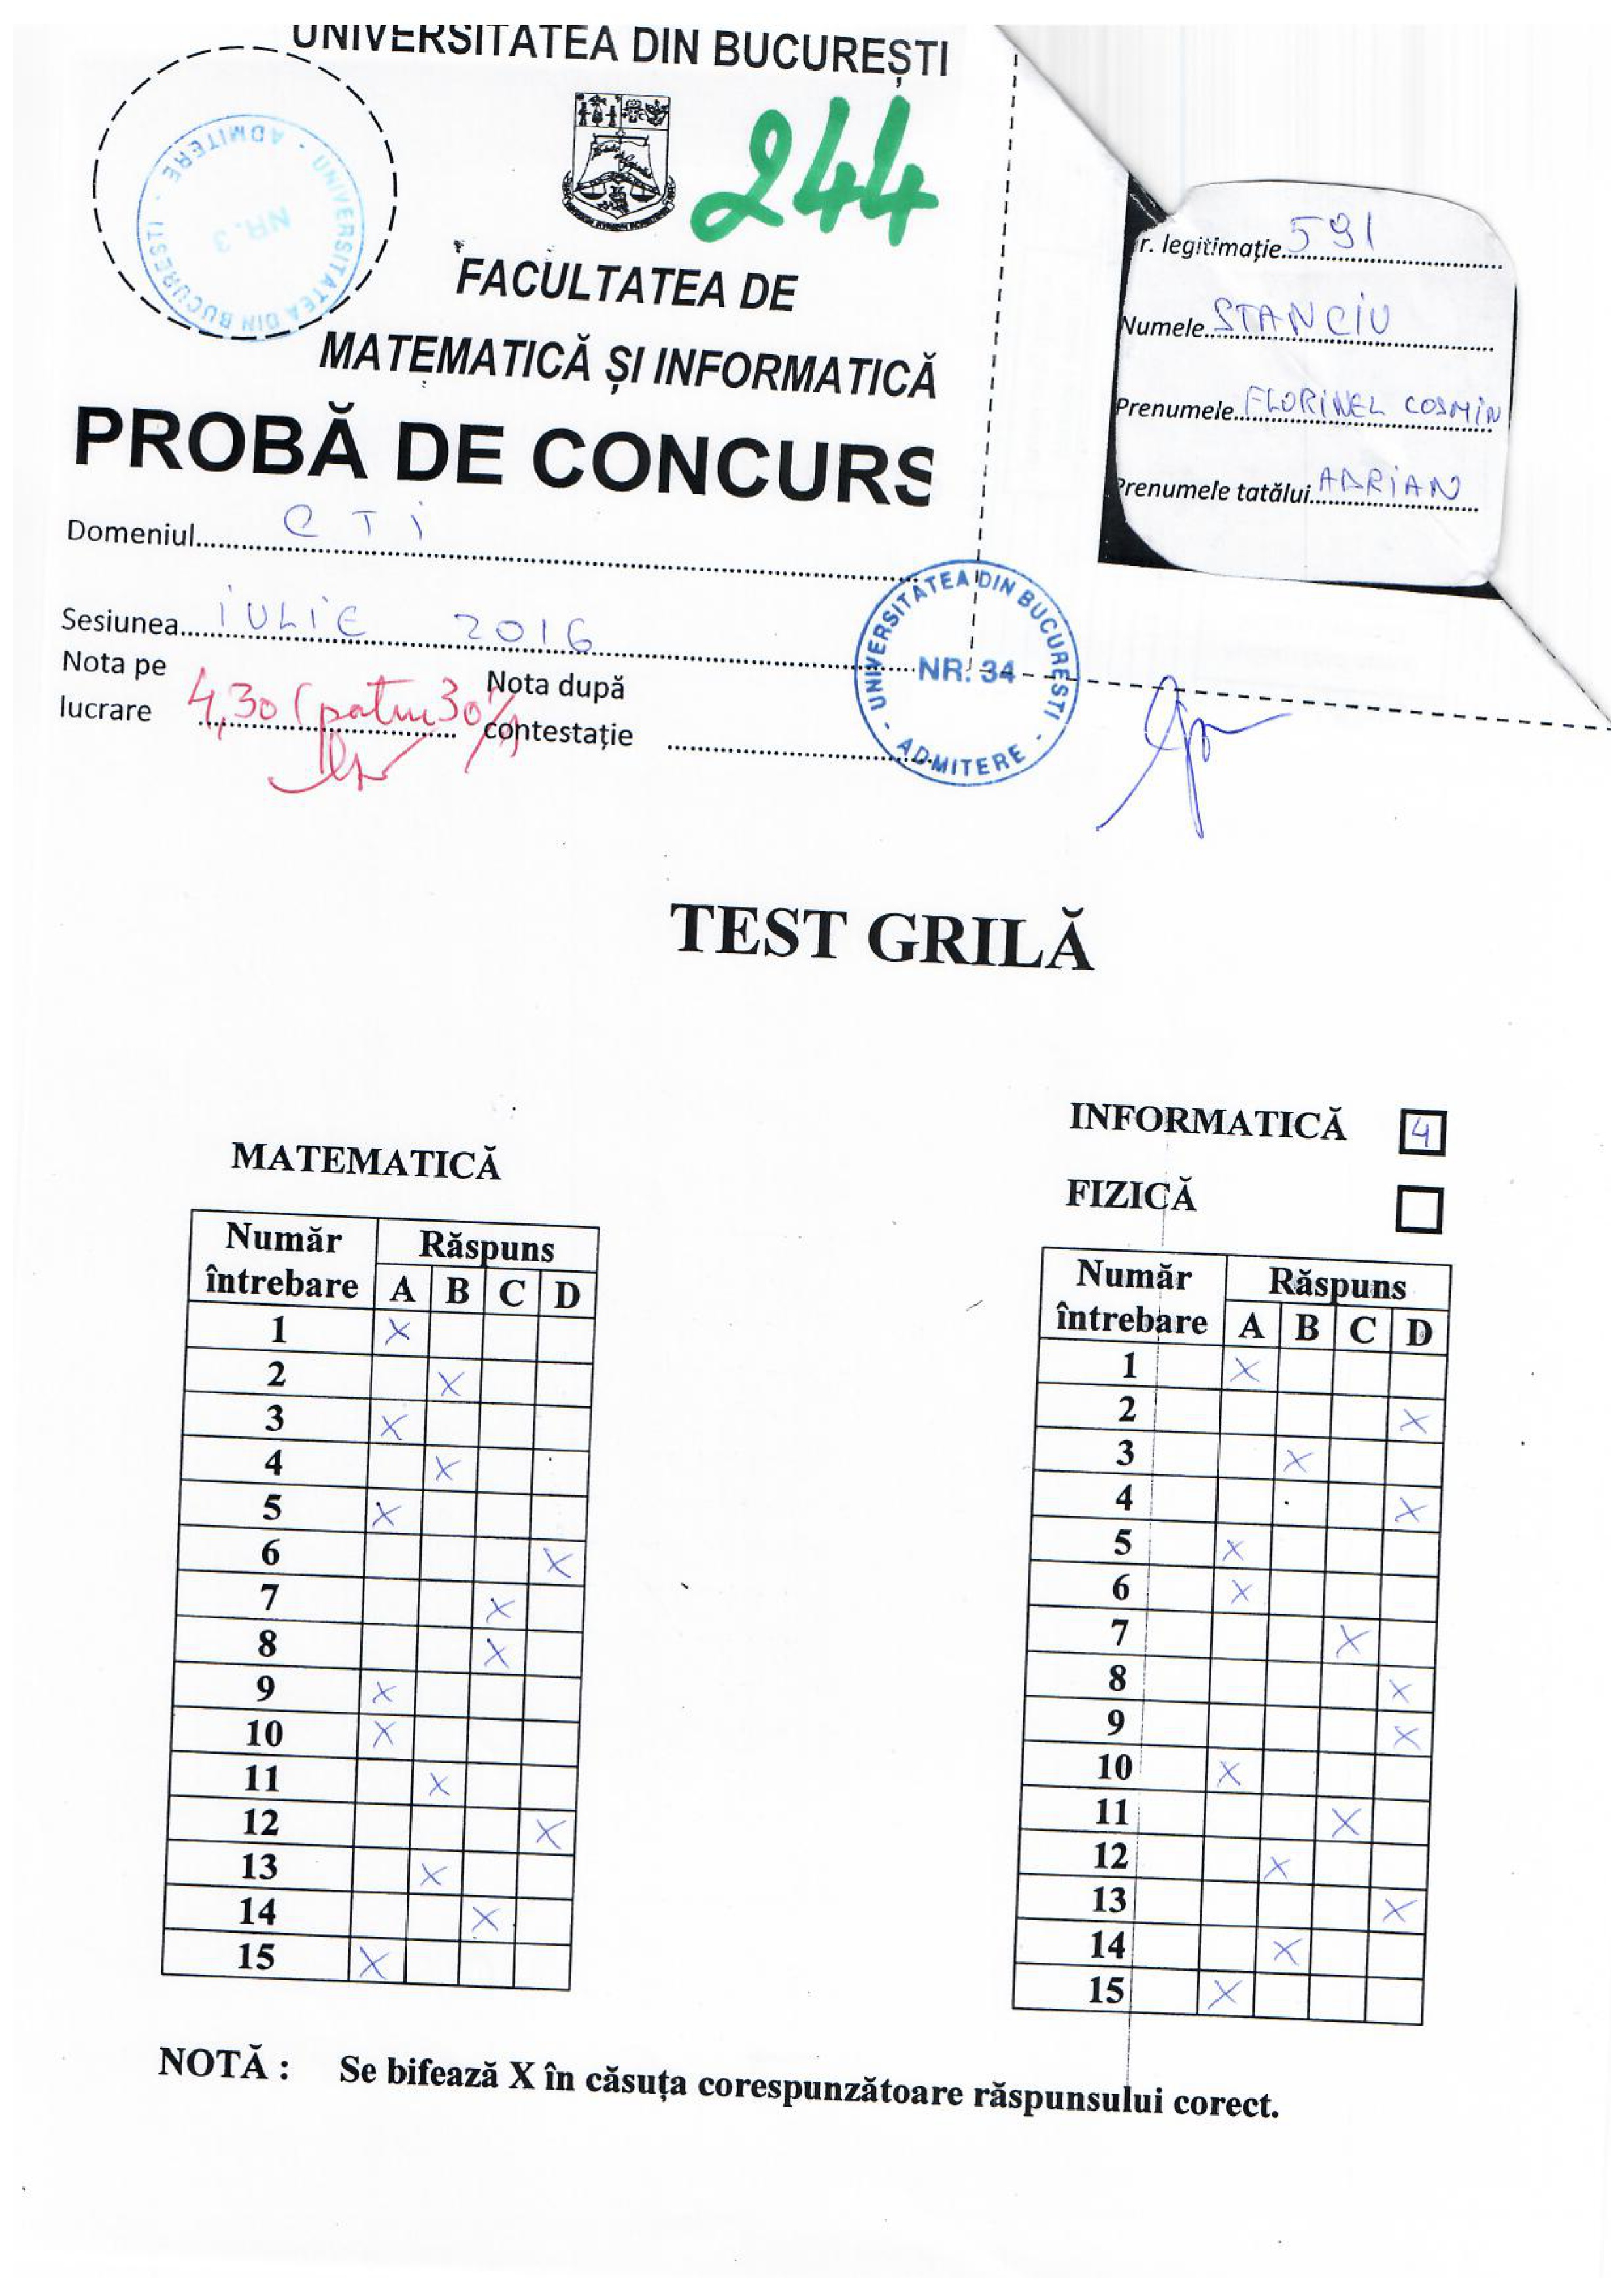 UNIVERSITATEA DIN BUCUREȘTI
244
FACULTATEA DE
MATEMATICĂ ȘI INFORMATICĂ
PROBĂ DE CONCURS
UNIVERSITATEA DIN BUCURESTI - ADMITERE -
NR. 3
r. legitimație 591
Numele STANCIU
Prenumele FLORINEL COSMIN
Prenumele tatălui ADRIAN
Domeniul CTI
Sesiunea IULIE 2016
Nota pe lucrare 4,30 (patru 30%)
Nota după contestație
UNIVERSITATEA DIN BUCURESTI - ADMITERE -
NR. 34
TEST GRILĂ
MATEMATICĂ
Număr întrebare Răspuns
A B C D
1 X
2 X
3 X
4 X
5 X
6 X
7 X
8 X
9 X
10 X
11 X
12 X
13 X
14 X
15 X
INFORMATICĂ 4
FIZICĂ
Număr întrebare Răspuns
A B C D
1 X
2 X
3 X
4 X
5 X
6 X
7 X
8 X
9 X
10 X
11 X
12 X
13 X
14 X
15 X
NOTĂ : Se bifează X în căsuța corespunzătoare răspunsului corect.